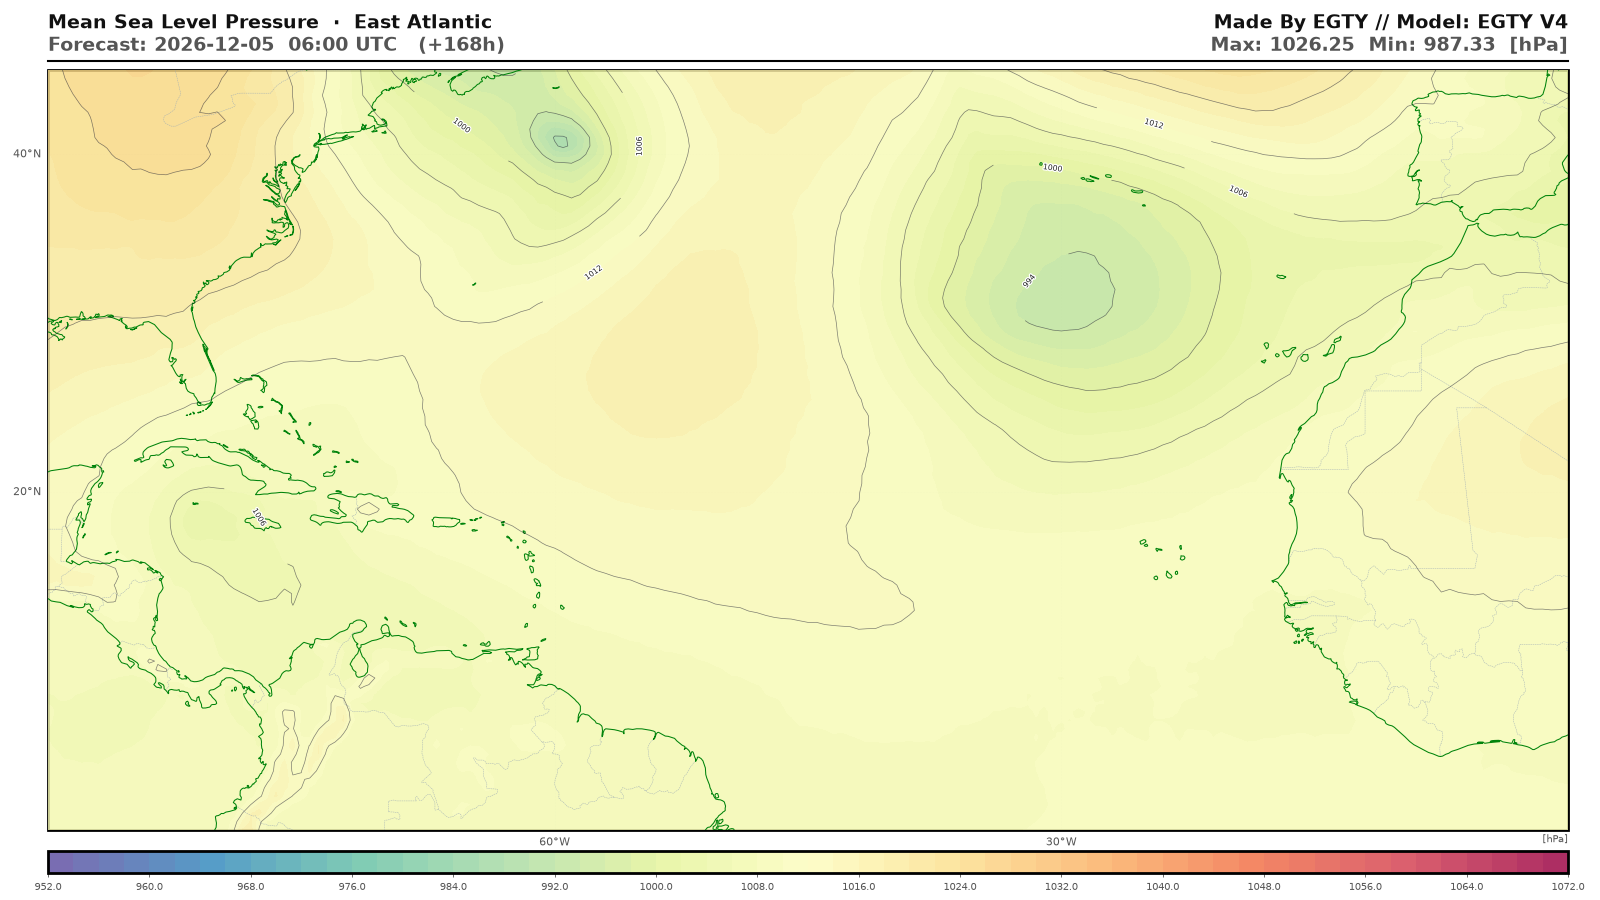 Mean Sea Level Pressure · East Atlantic
Made By EGTY // Model: EGTY V4
Forecast: 2026-12-05 06:00 UTC (+168h)
Max: 1026.25 Min: 987.33 [hPa]
1000
1006
1012
1012
1000
1006
994
1012
1006
40°N
20°N
60°W
30°W
[hPa]
952.0 960.0 968.0 976.0 984.0 992.0 1000.0 1008.0 1016.0 1024.0 1032.0 1040.0 1048.0 1056.0 1064.0 1072.0